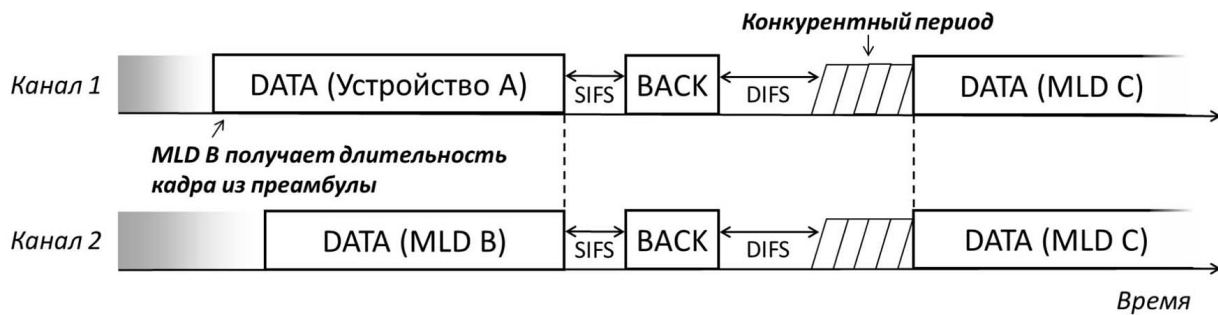 Конкурентный период
Канал 1
DATA (Устройство A)
SIFS
BACK
DIFS
DATA (MLD C)
MLD B получает длительность
кадра из преамбулы
Канал 2
DATA (MLD B)
SIFS
BACK
DIFS
DATA (MLD C)
Время